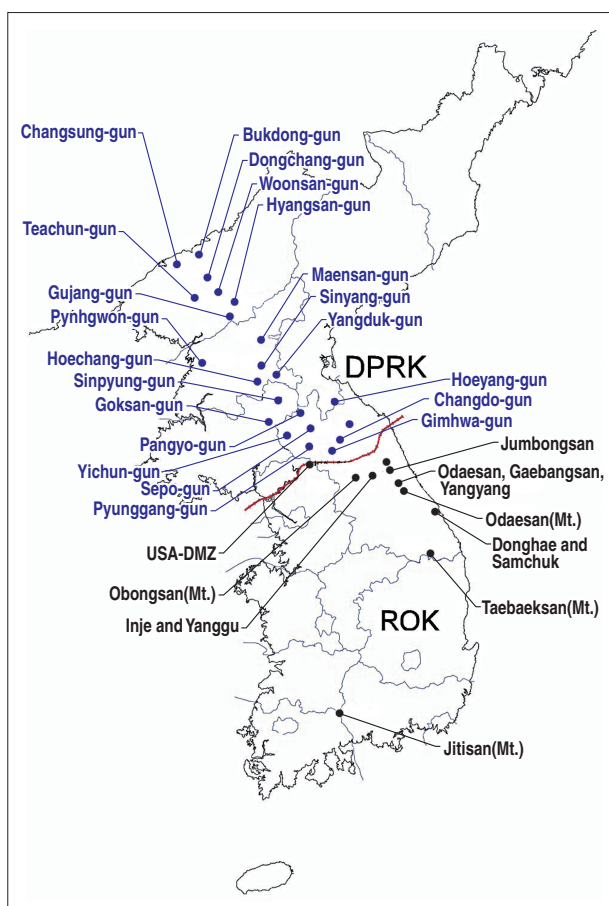 Changsung-gun
Bukdong-gun
Dongchang-gun
Woonsan-gun
Hyangsan-gun
Teachun-gun
Maensan-gun
Sinyang-gun
Gujang-gun
Pynhgwon-gun
Yangduk-gun
Hoechang-gun
DPRK
Sinpyung-gun
Hoeyang-gun
Goksan-gun
Changdo-gun
Gimhwa-gun
Pangyo-gun
Jumbongsan
Yichun-gun
Odaesan, Gaebangsan,
Yangyang
Sepo-gun
Pyunggang-gun
Odaesan(Mt.)
USA-DMZ
Donghae and
Samchuk
Obongsan(Mt.)
Taebaeksan(Mt.)
Inje and Yanggu
ROK
Jitisan(Mt.)